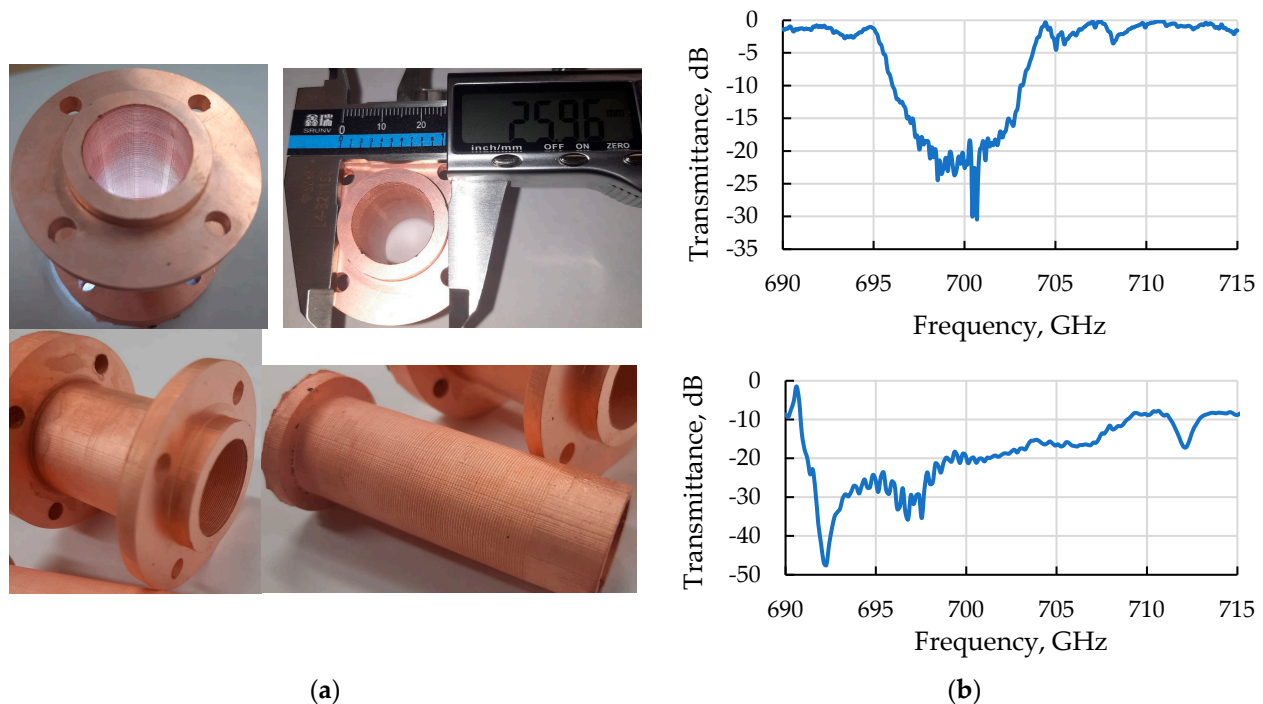 鑫瑞
SRUNV
0 10 20
25.96 mm
inch/mm OFF ON ZERO
Transmittance, dB
0
-5
-10
-15
-20
-25
-30
-35
690 695 700 705 710 715
Frequency, GHz
Transmittance, dB
0
-10
-20
-30
-40
-50
690 695 700 705 710 715
Frequency, GHz
(a)
(b)